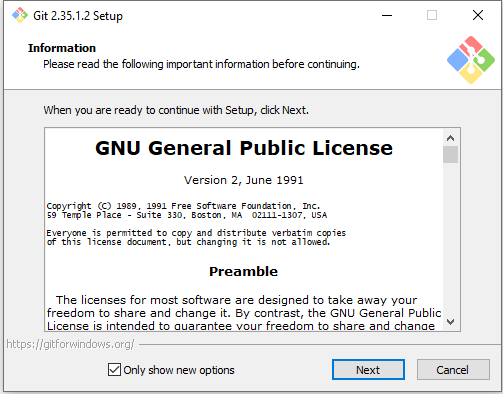 Git 2.35.1.2 Setup
Information
Please read the following important information before continuing.
When you are ready to continue with Setup, click Next.
GNU General Public License
Version 2, June 1991
Copyright (C) 1989, 1991 Free Software Foundation, Inc.
59 Temple Place - Suite 330, Boston, MA  02111-1307, USA
Everyone is permitted to copy and distribute verbatim copies
of this license document, but changing it is not allowed.
Preamble
The licenses for most software are designed to take away your
freedom to share and change it. By contrast, the GNU General Public
License is intended to guarantee your freedom to share and change
https://gitforwindows.org/
Only show new options
Next
Cancel